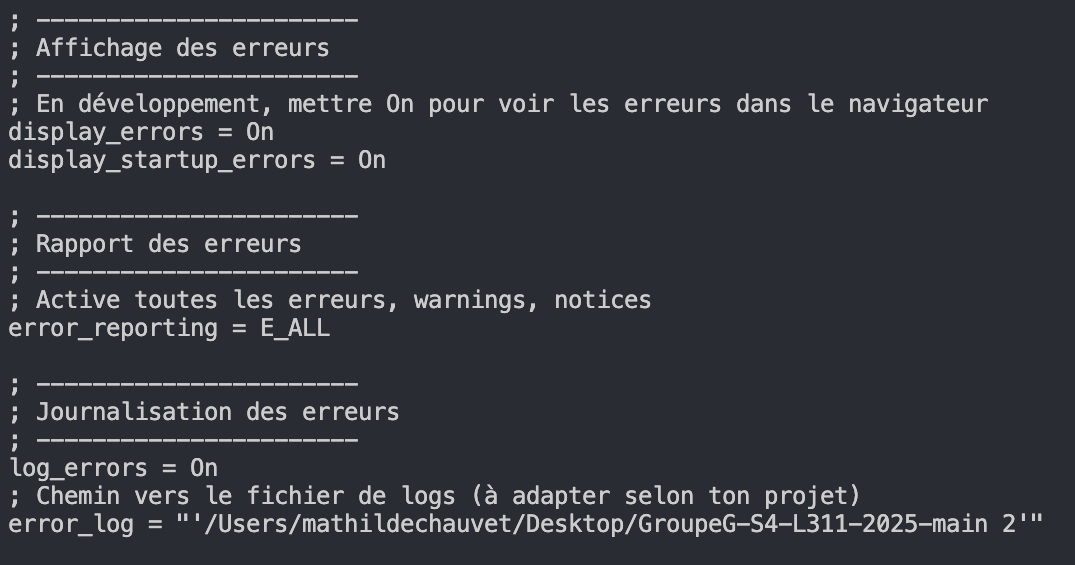 ; -----------------------
; Affichage des erreurs
; -----------------------
; En développement, mettre On pour voir les erreurs dans le navigateur
display_errors = On
display_startup_errors = On
; -----------------------
; Rapport des erreurs
; -----------------------
; Active toutes les erreurs, warnings, notices
error_reporting = E_ALL
; -----------------------
; Journalisation des erreurs
; -----------------------
log_errors = On
; Chemin vers le fichier de logs (à adapter selon ton projet)
error_log = "'/Users/mathildechauvet/Desktop/GroupeG-S4-L311-2025-main 2'"